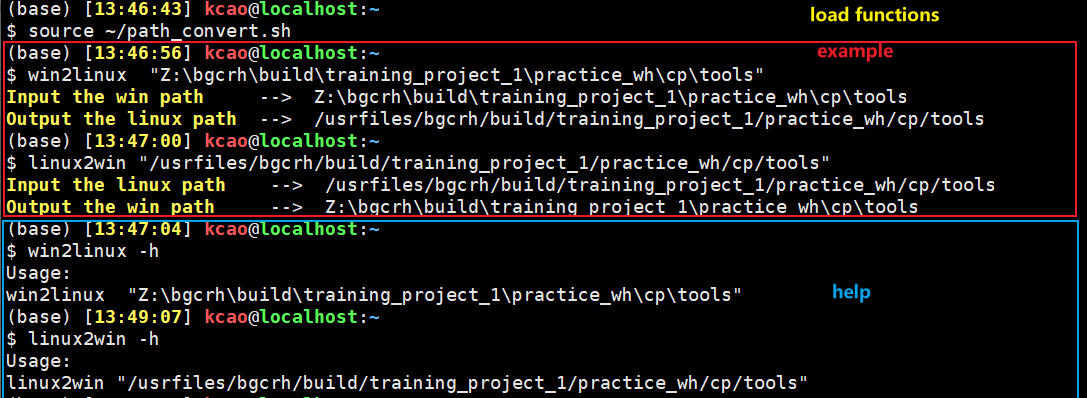 (base) [13:46:43] kcao@localhost:~
load functions
$ source ~/path_convert.sh
(base) [13:46:56] kcao@localhost:~
example
$ win2linux  "Z:\bgcrh\build\training_project_1\practice_wh\cp\tools"
Input the win path     -->  Z:\bgcrh\build\training_project_1\practice_wh\cp\tools
Output the linux path  -->  /usrfiles/bgcrh/build/training_project_1/practice_wh/cp/tools
(base) [13:47:00] kcao@localhost:~
$ linux2win "/usrfiles/bgcrh/build/training_project_1/practice_wh/cp/tools"
Input the linux path    -->  /usrfiles/bgcrh/build/training_project_1/practice_wh/cp/tools
Output the win path     -->  Z:\bgcrh\build\training_project_1\practice_wh\cp\tools
(base) [13:47:04] kcao@localhost:~
$ win2linux -h
Usage:
win2linux  "Z:\bgcrh\build\training_project_1\practice_wh\cp\tools"
help
(base) [13:49:07] kcao@localhost:~
$ linux2win -h
Usage:
linux2win "/usrfiles/bgcrh/build/training_project_1/practice_wh/cp/tools"